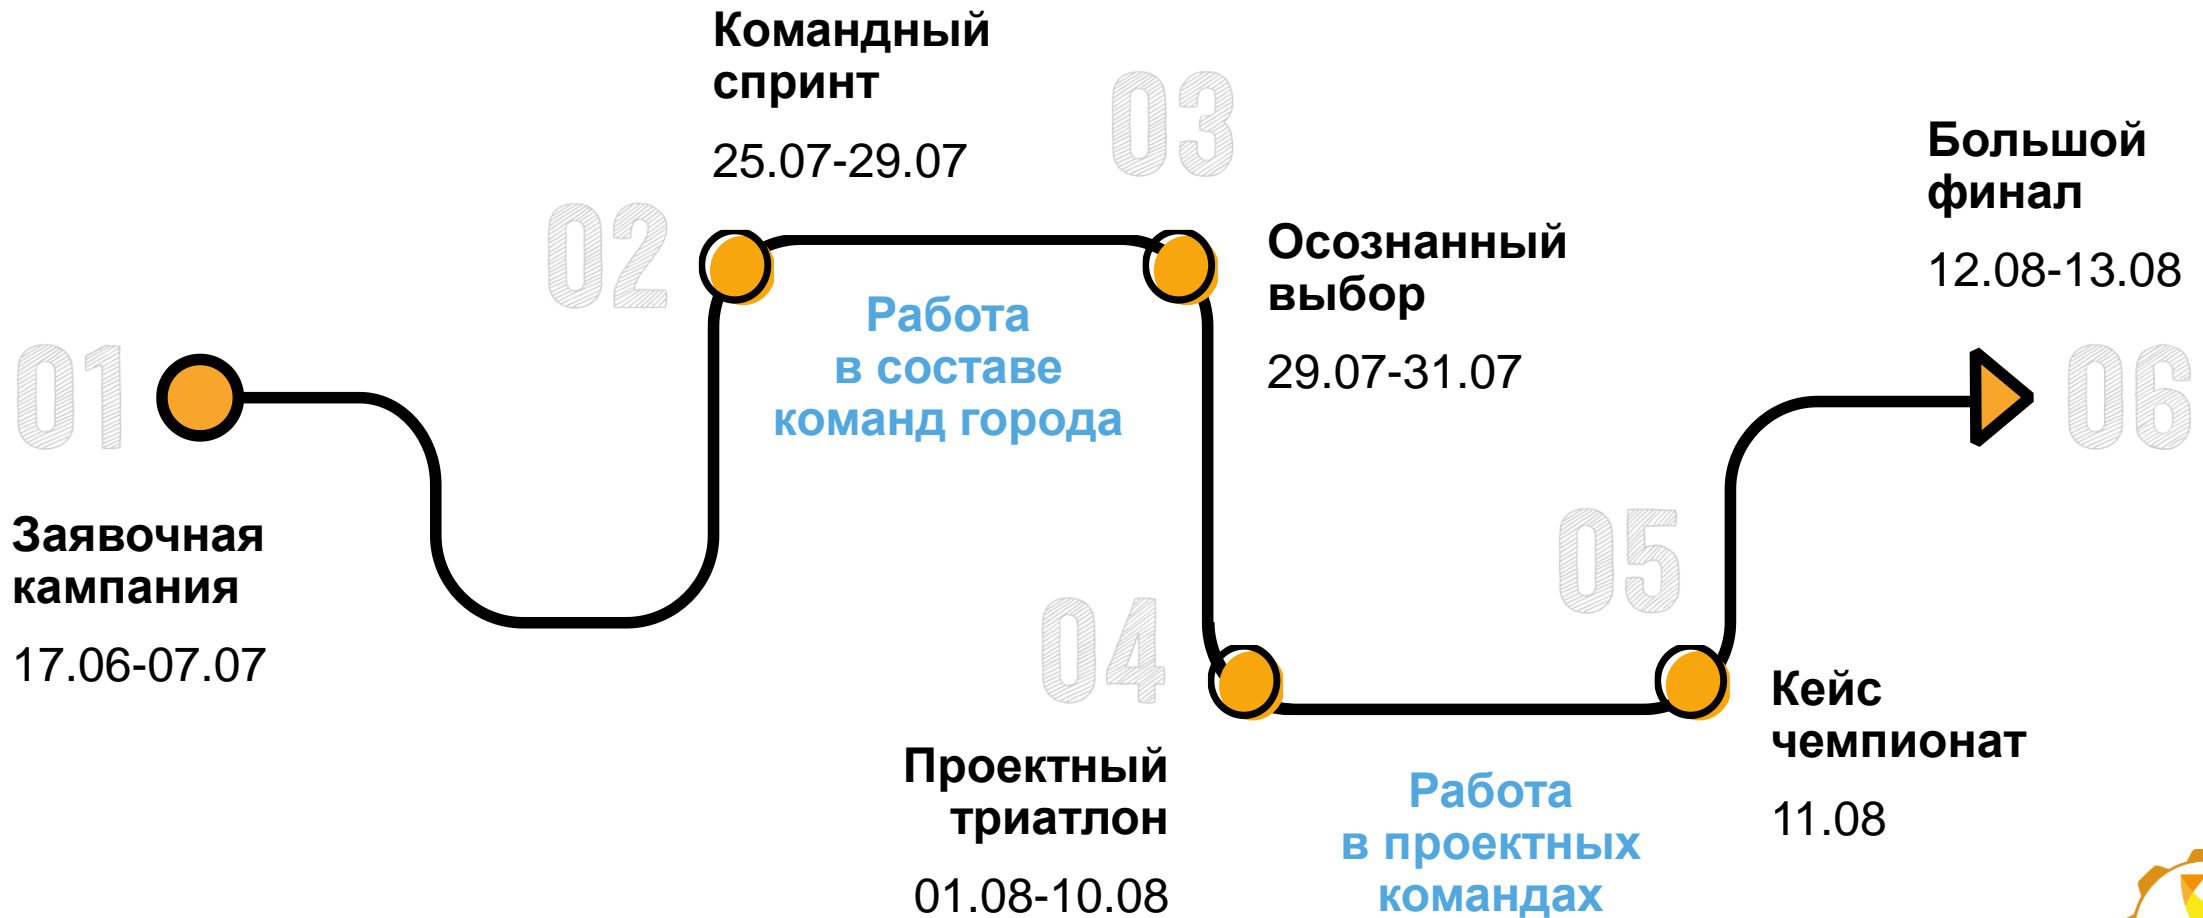 01
Заявочная
кампания
17.06-07.07
02
Командный
спринт
25.07-29.07
Работа
в составе
команд города
03
Осознанный
выбор
29.07-31.07
04
Проектный
триатлон
01.08-10.08
Работа
в проектных
командах
05
Кейс
чемпионат
11.08
Большой
финал
12.08-13.08
06